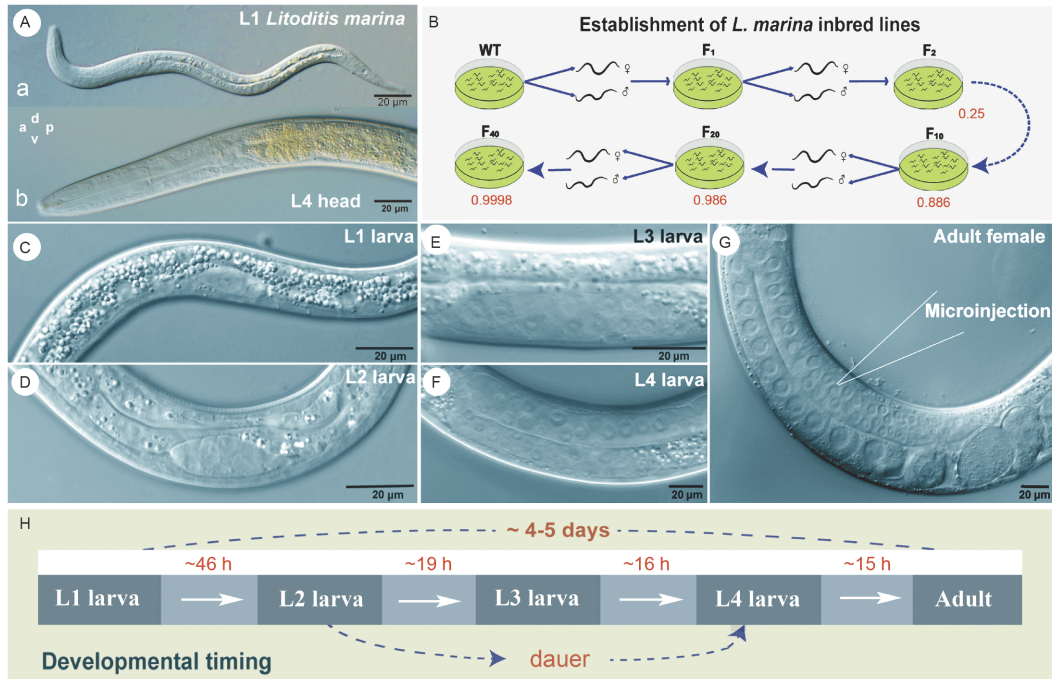 A
L1 Litoditis marina
a
20 μm
d
a p
v
b
L4 head
20 μm
B
Establishment of L. marina inbred lines
WT
♀
♂
F1
♀
♂
F2
0.25
F40
♀
♂
F20
♀
♂
F10
0.9998
0.986
0.886
C
L1 larva
20 μm
D
L2 larva
20 μm
E
L3 larva
20 μm
F
L4 larva
20 μm
G
Adult female
Microinjection
20 μm
H
~ 4-5 days
~46 h
~19 h
~16 h
~15 h
L1 larva
L2 larva
L3 larva
L4 larva
Adult
dauer
Developmental timing